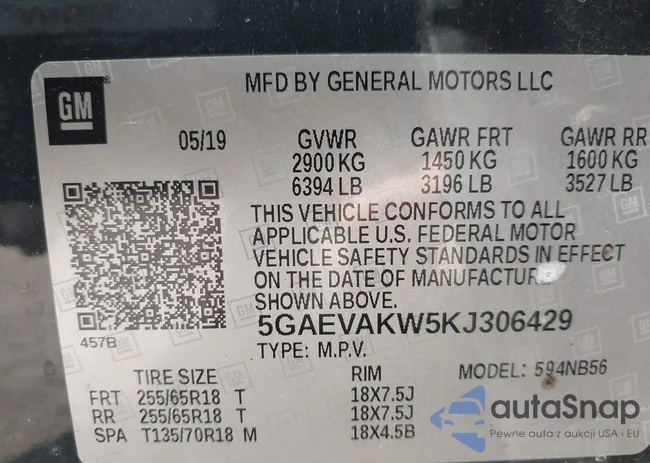 MFD BY GENERAL MOTORS LLC
GM
05/19 GVWR GAWR FRT GAWR RR
2900 KG 1450 KG 1600 KG
6394 LB 3196 LB 3527 LB
THIS VEHICLE CONFORMS TO ALL
APPLICABLE U.S. FEDERAL MOTOR
VEHICLE SAFETY STANDARDS IN EFFECT
ON THE DATE OF MANUFACTURE
SHOWN ABOVE.
5GAEVAKW5KJ306429
457B
TYPE: M.P.V.
MODEL: 594NB56
TIRE SIZE RIM
FRT 255/65R18 T 18X7.5J
RR 255/65R18 T 18X7.5J
SPA T135/70R18 M 18X4.5B
autaSnap
Pewne auta z aukcji USA i EU